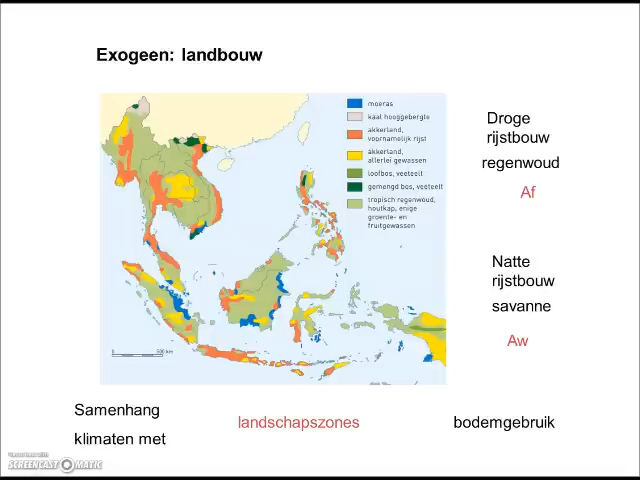 Exogeen: landbouw
moeras
kaal hooggebergte
akkerland,
voornamelijk rijst
akkerland,
allerlei gewassen
loofbos, veeteelt
gemengd bos, veeteelt
tropisch regenwoud,
houtkap, enige
groente- en
fruitgewassen
Droge
rijstbouw
regenwoud
Af
Natte
rijstbouw
savanne
Aw
0
500 km
Samenhang
klimaten met
landschapszones
bodemgebruik
SCREENCAST MATIC